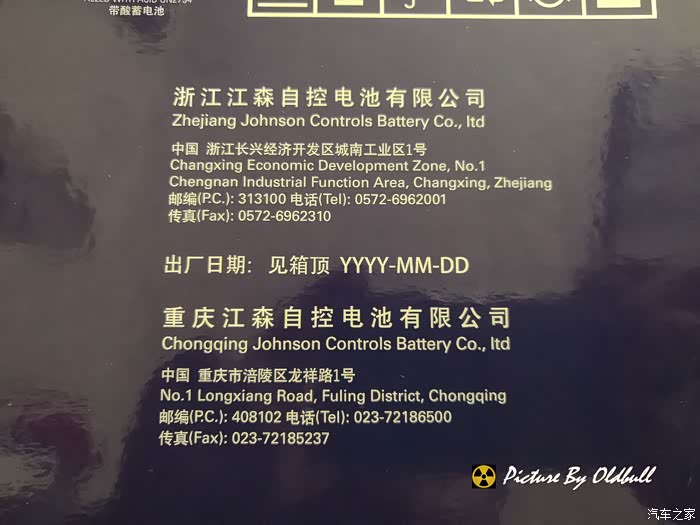 FILLED WITH ACID UN2794
带酸蓄电池
浙江江森自控电池有限公司
Zhejiang Johnson Controls Battery Co., ltd
中国 浙江长兴经济开发区城南工业区1号
Changxing Economic Development Zone, No.1
Chengnan Industrial Function Area, Changxing, Zhejiang
邮编(P.C.): 313100 电话(Tel): 0572-6962001
传真(Fax): 0572-6962310
出厂日期: 见箱顶 YYYY-MM-DD
重庆江森自控电池有限公司
Chongqing Johnson Controls Battery Co., ltd
中国 重庆市涪陵区龙祥路1号
No.1 Longxiang Road, Fuling District, Chongqing
邮编(P.C.): 408102 电话(Tel): 023-72186500
传真(Fax): 023-72185237
Picture By Oldbull
汽车之家